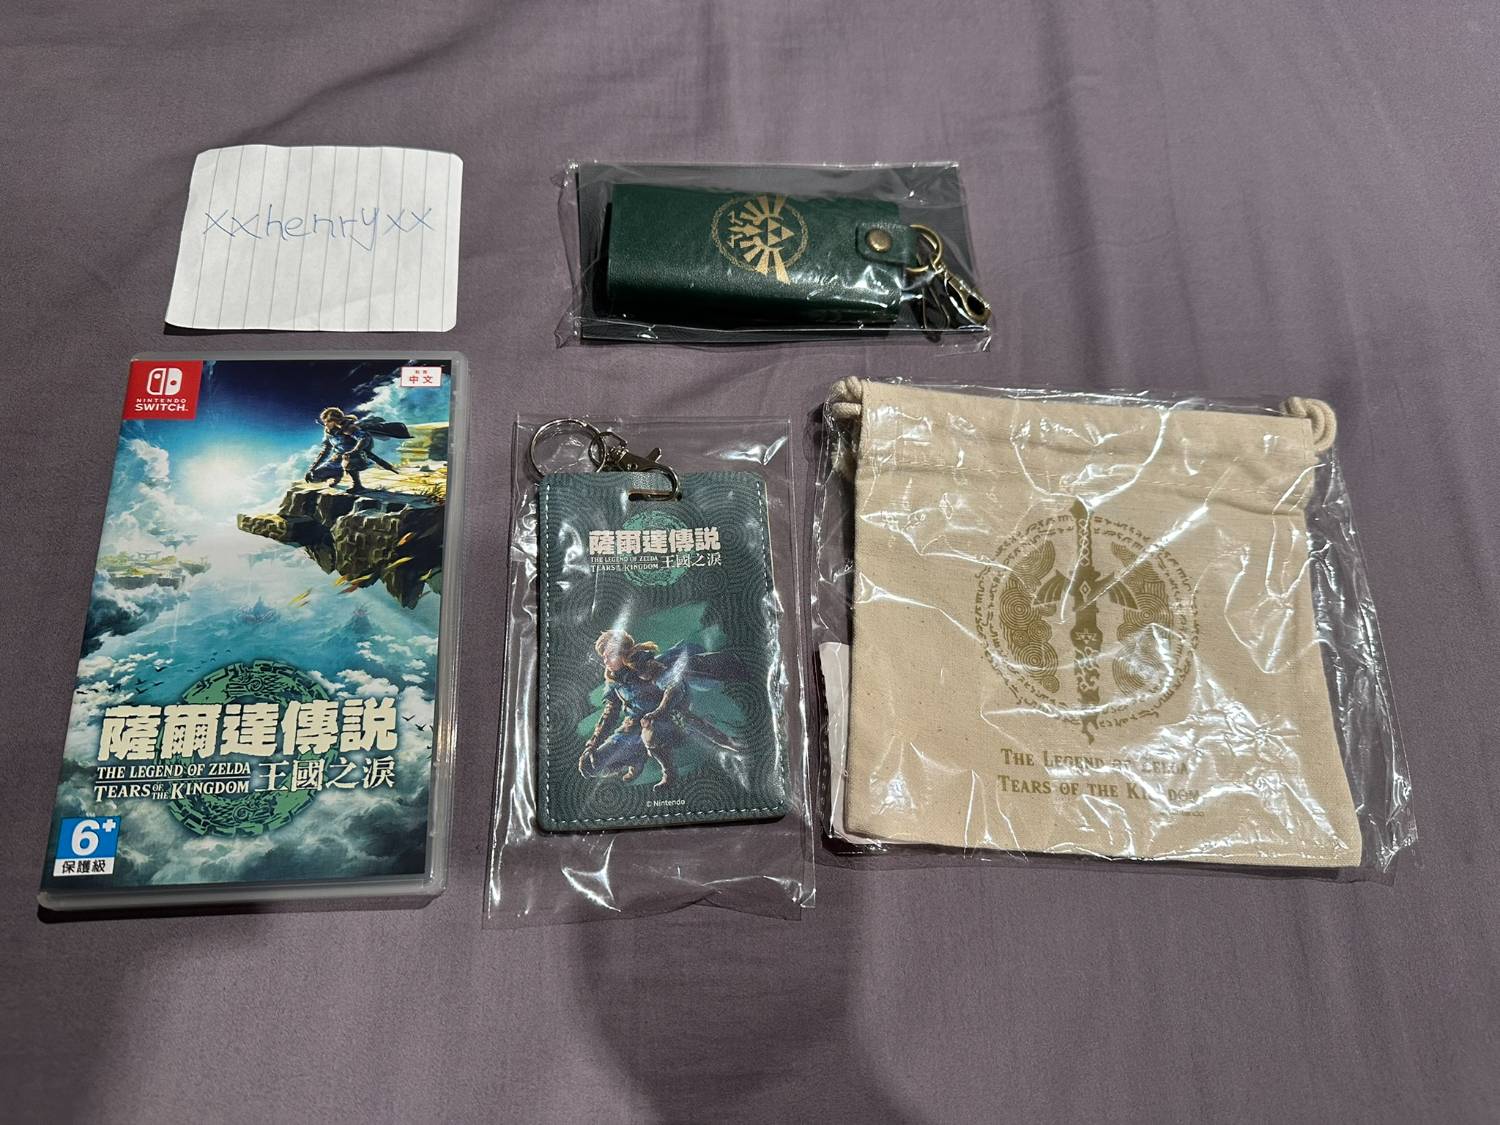 xxhenryxx
NINTENDO
SWITCH
中文
薩爾達傳説
THE LEGEND OF ZELDA
TEARS OF THE KINGDOM
王國之淚
6+
保護級
薩爾達傳説
THE LEGEND OF ZELDA
TEARS OF THE KINGDOM
王國之淚
© Nintendo
THE LEGEND OF ZELDA
TEARS OF THE KINGDOM